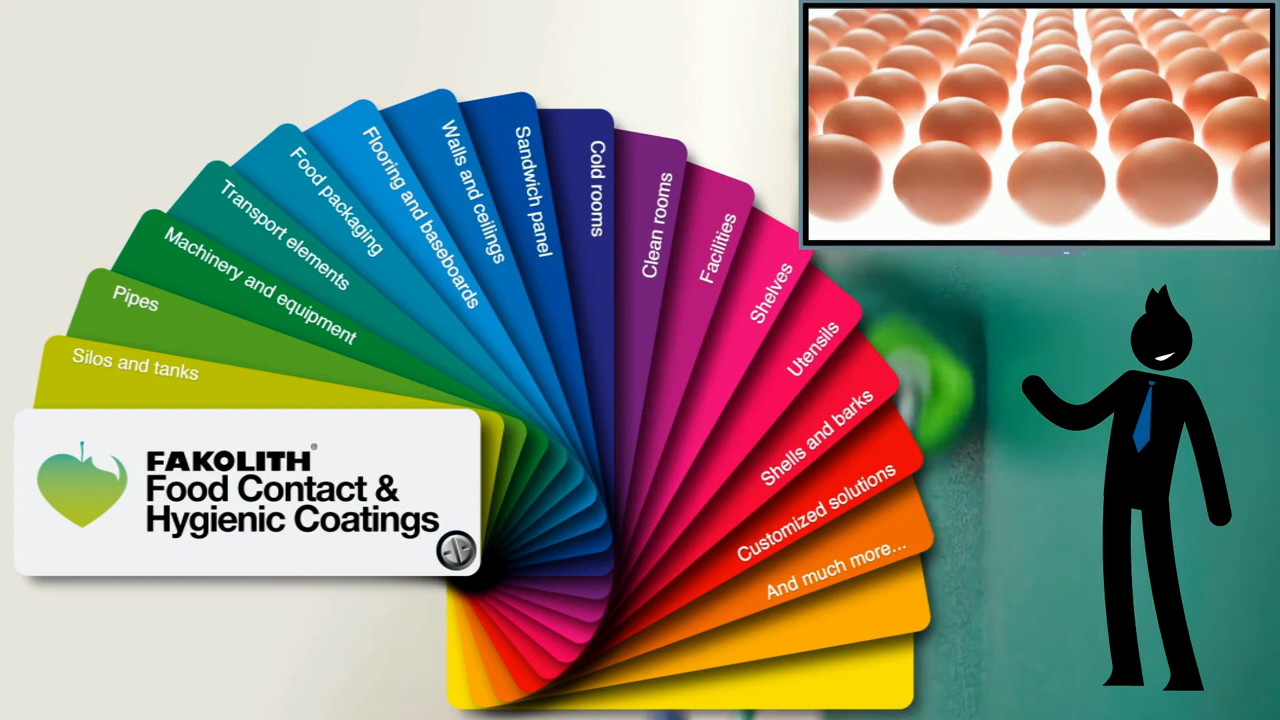 Silos and tanks
Pipes
Machinery and equipment
Transport elements
Food packaging
Flooring and baseboards
Walls and ceilings
Sandwich panel
Cold rooms
Clean rooms
Facilities
Shelves
Utensils
Shells and barks
Customized solutions
And much more...
FAKOLITH®
Food Contact &
Hygienic Coatings